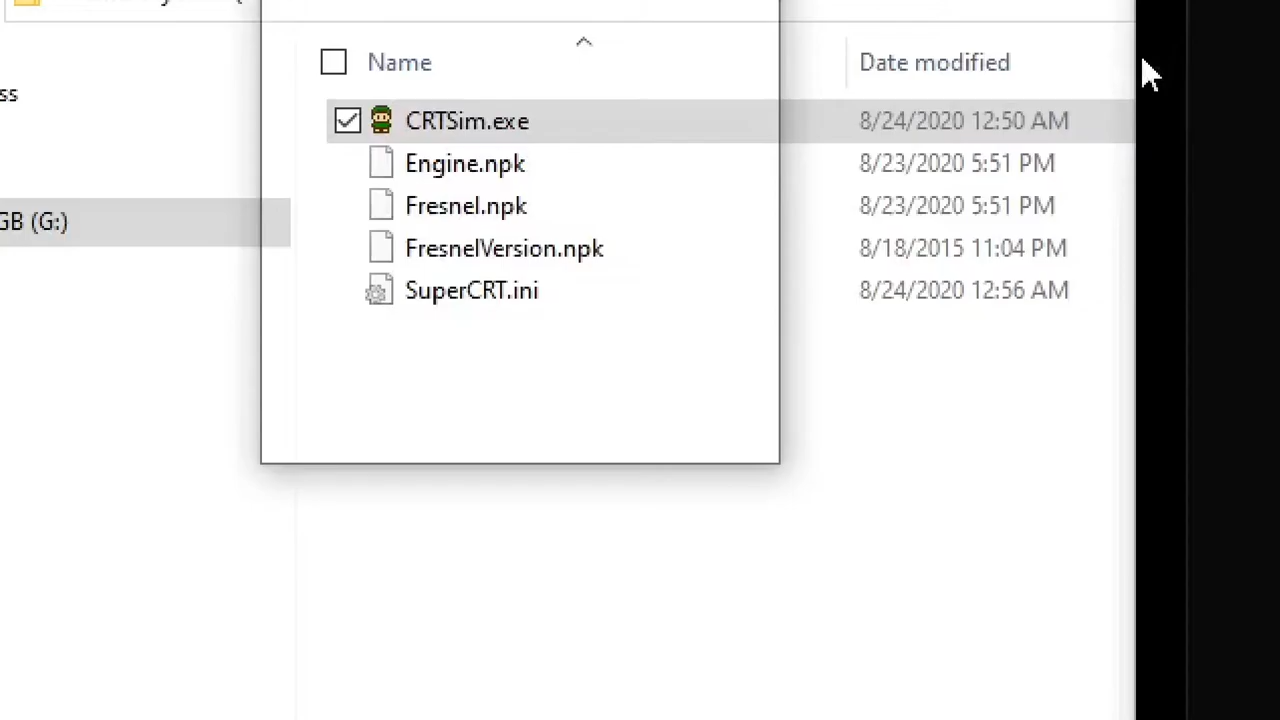 Name Date modified
ss
CRTSim.exe 8/24/2020 12:50 AM
Engine.npk 8/23/2020 5:51 PM
Fresnel.npk 8/23/2020 5:51 PM
GB (G:)
FresnelVersion.npk 8/18/2015 11:04 PM
SuperCRT.ini 8/24/2020 12:56 AM